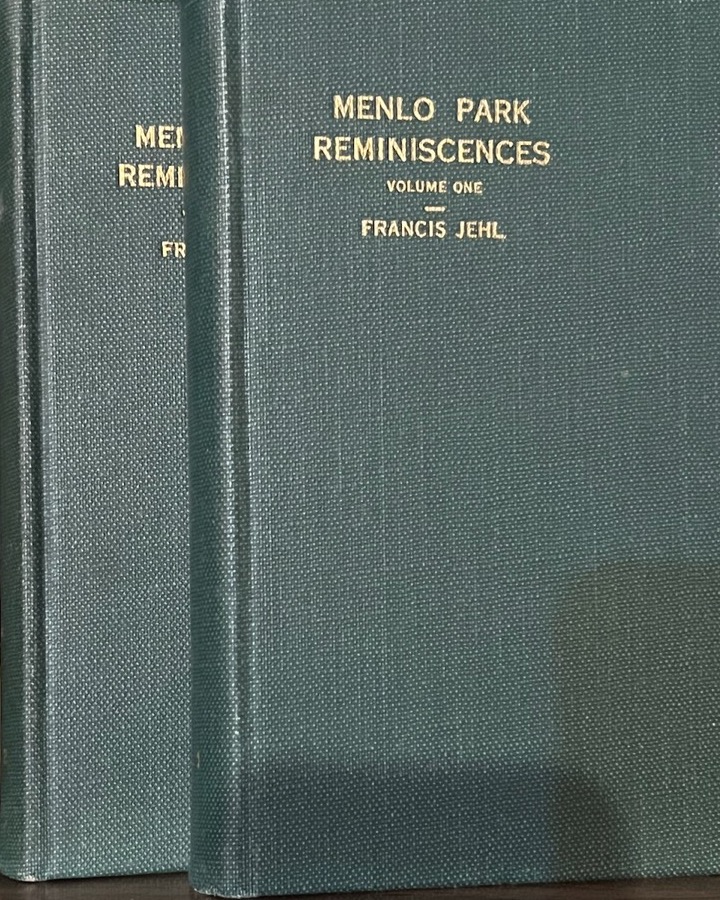 MENLO PARK
REMINISCENCES
VOLUME ONE
FRANCIS JEHL